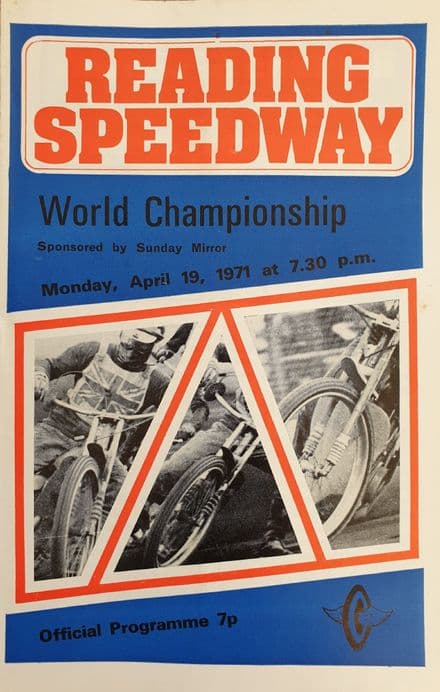 READING
SPEEDWAY
World Championship
Sponsored by Sunday Mirror
Monday, April 19, 1971 at 7.30 p.m.
Official Programme 7p